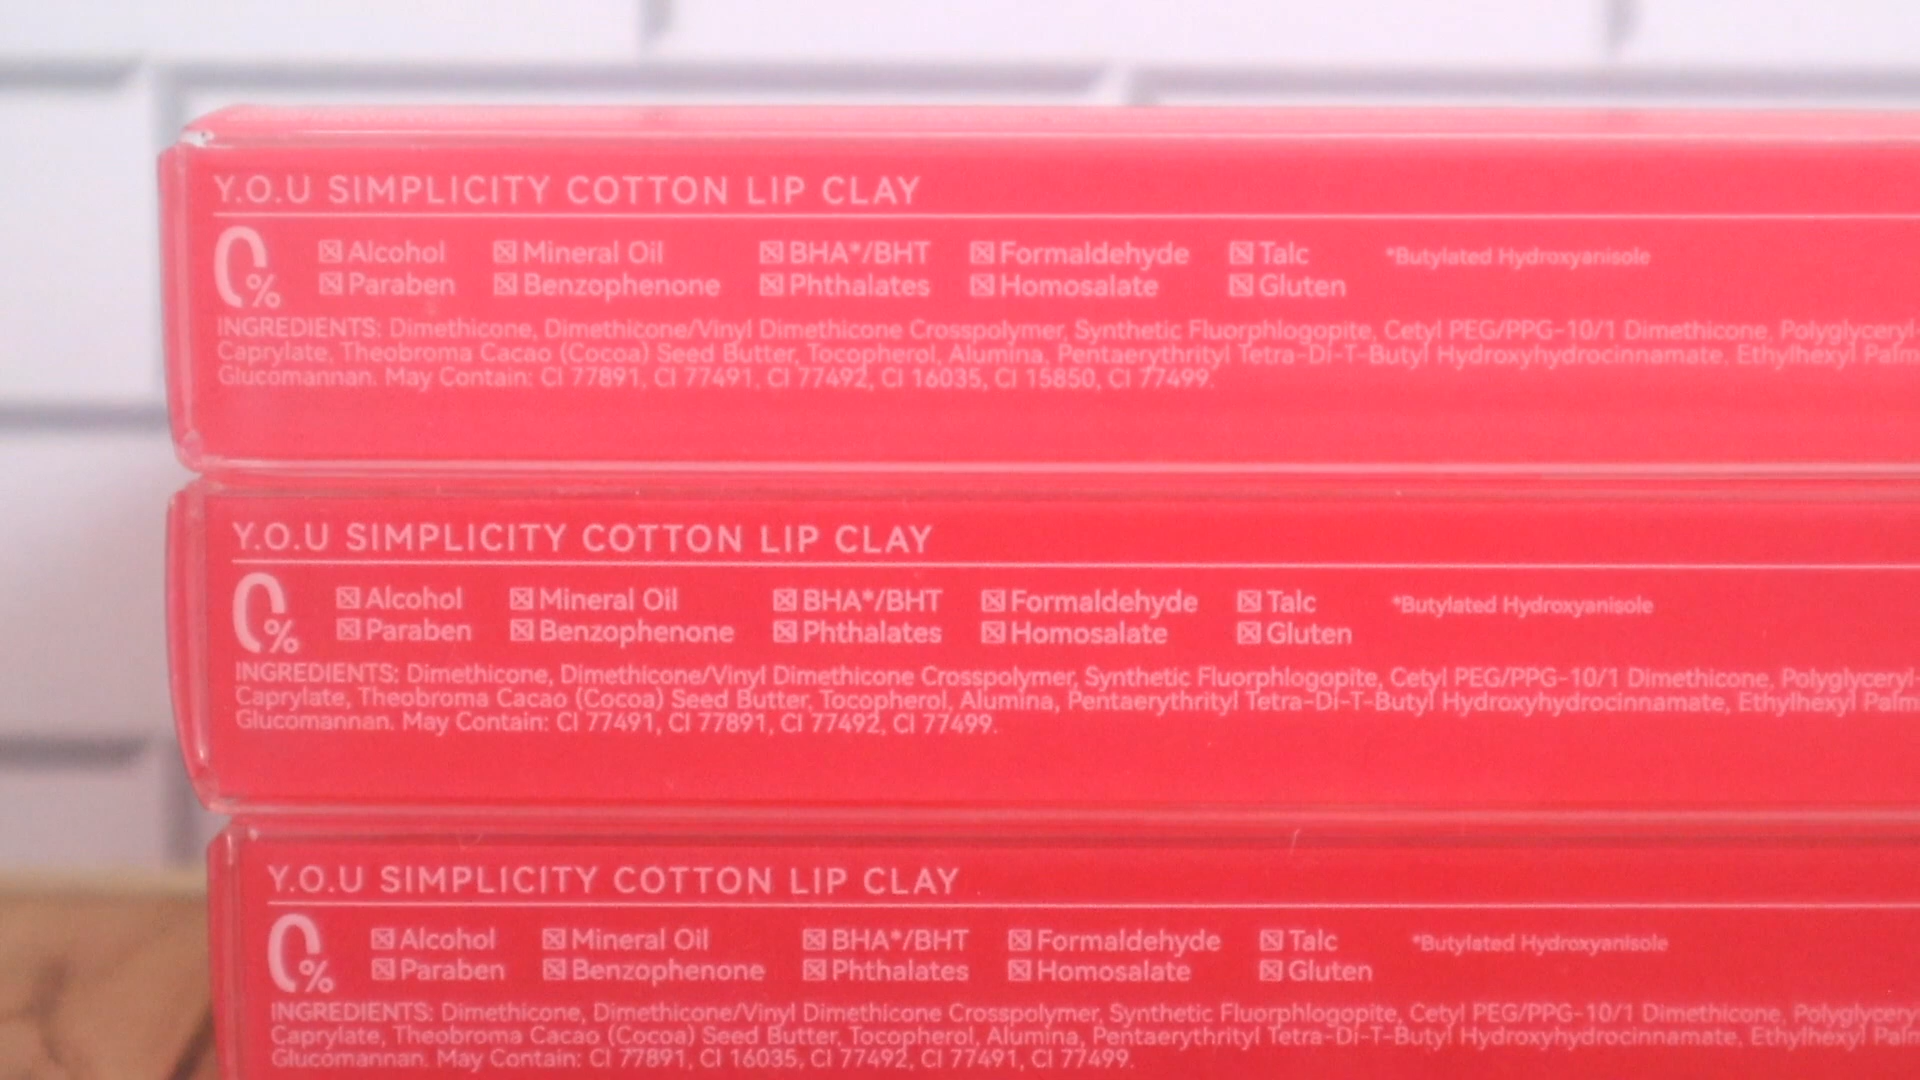 Y.O.U SIMPLICITY COTTON LIP CLAY
0% ☒ Alcohol ☒ Mineral Oil ☒ BHA*/BHT ☒ Formaldehyde ☒ Talc *Butylated Hydroxyanisole
☒ Paraben ☒ Benzophenone ☒ Phthalates ☒ Homosalate ☒ Gluten
INGREDIENTS: Dimethicone, Dimethicone/Vinyl Dimethicone Crosspolymer, Synthetic Fluorphlogopite, Cetyl PEG/PPG-10/1 Dimethicone, Polyglyceryl-
Caprylate, Theobroma Cacao (Cocoa) Seed Butter, Tocopherol, Alumina, Pentaerythrityl Tetra-Di-T-Butyl Hydroxyhydrocinnamate, Ethylhexyl Palm
Glucomannan. May Contain: CI 77891, CI 77491, CI 77492, CI 16035, CI 15850, CI 77499.
Y.O.U SIMPLICITY COTTON LIP CLAY
0% ☒ Alcohol ☒ Mineral Oil ☒ BHA*/BHT ☒ Formaldehyde ☒ Talc *Butylated Hydroxyanisole
☒ Paraben ☒ Benzophenone ☒ Phthalates ☒ Homosalate ☒ Gluten
INGREDIENTS: Dimethicone, Dimethicone/Vinyl Dimethicone Crosspolymer, Synthetic Fluorphlogopite, Cetyl PEG/PPG-10/1 Dimethicone, Polyglyceryl-
Caprylate, Theobroma Cacao (Cocoa) Seed Butter, Tocopherol, Alumina, Pentaerythrityl Tetra-Di-T-Butyl Hydroxyhydrocinnamate, Ethylhexyl Palm
Glucomannan. May Contain: CI 77491, CI 77891, CI 77492, CI 77499.
Y.O.U SIMPLICITY COTTON LIP CLAY
0% ☒ Alcohol ☒ Mineral Oil ☒ BHA*/BHT ☒ Formaldehyde ☒ Talc *Butylated Hydroxyanisole
☒ Paraben ☒ Benzophenone ☒ Phthalates ☒ Homosalate ☒ Gluten
INGREDIENTS: Dimethicone, Dimethicone/Vinyl Dimethicone Crosspolymer, Synthetic Fluorphlogopite, Cetyl PEG/PPG-10/1 Dimethicone, Polyglycery
Caprylate, Theobroma Cacao (Cocoa) Seed Butter, Tocopherol, Alumina, Pentaerythrityl Tetra-Di-T-Butyl Hydroxyhydrocinnamate, Ethylhexyl Pal
Glucomannan. May Contain: CI 77891, CI 16035, CI 77492, CI 77491, CI 77499.